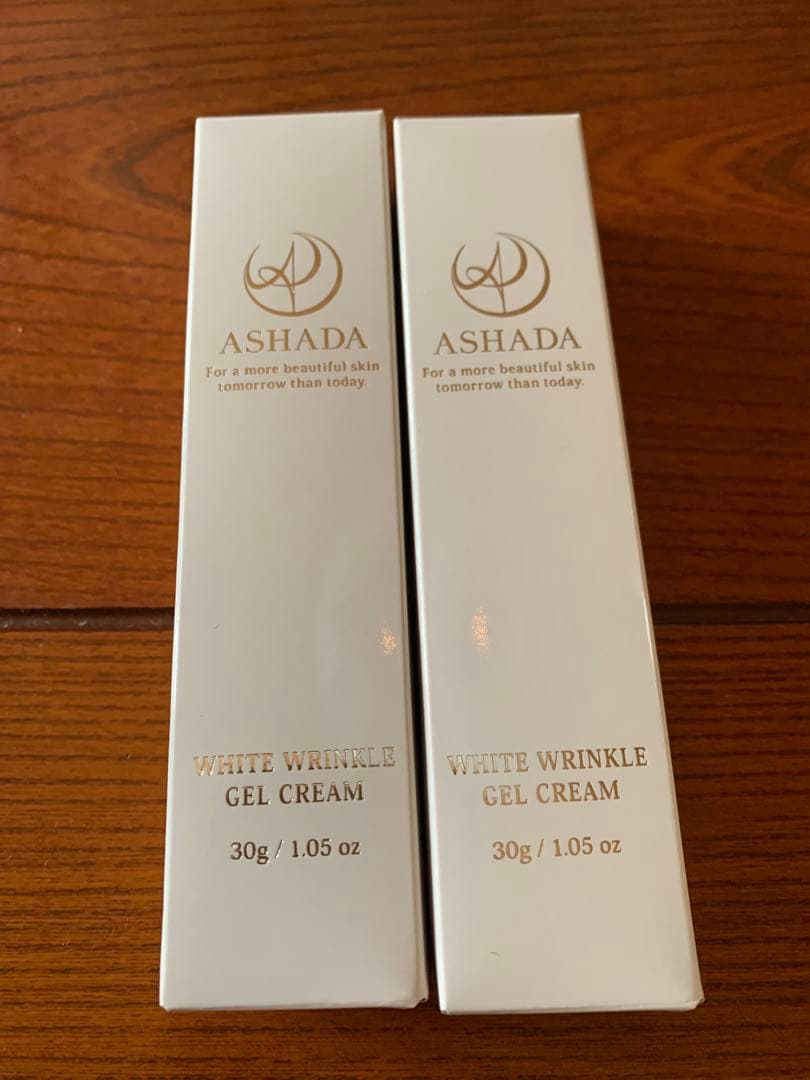 ASHADA
For a more beautiful skin
tomorrow than today.
WHITE WRINKLE
GEL CREAM
30g / 1.05 oz
ASHADA
For a more beautiful skin
tomorrow than today.
WHITE WRINKLE
GEL CREAM
30g / 1.05 oz